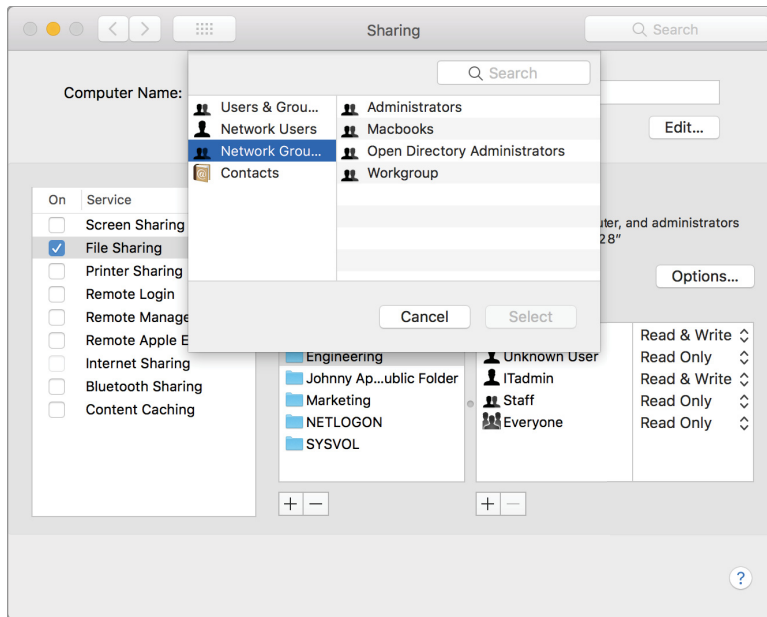 Sharing
Search
Computer Name:
Search
Users & Grou...
Network Users
Network Grou...
Contacts
Administrators
Macbooks
Open Directory Administrators
Workgroup
Cancel
Select
Edit...
On Service
Screen Sharing
File Sharing
Printer Sharing
Remote Login
Remote Manage
Remote Apple E
Internet Sharing
Bluetooth Sharing
Content Caching
and administrators
28"
Options...
Engineering
Johnny Ap...ublic Folder
Marketing
NETLOGON
SYSVOL
Read & Write
Unknown User Read Only
ITadmin Read & Write
Staff Read Only
Everyone Read Only
+ −
+ −
?